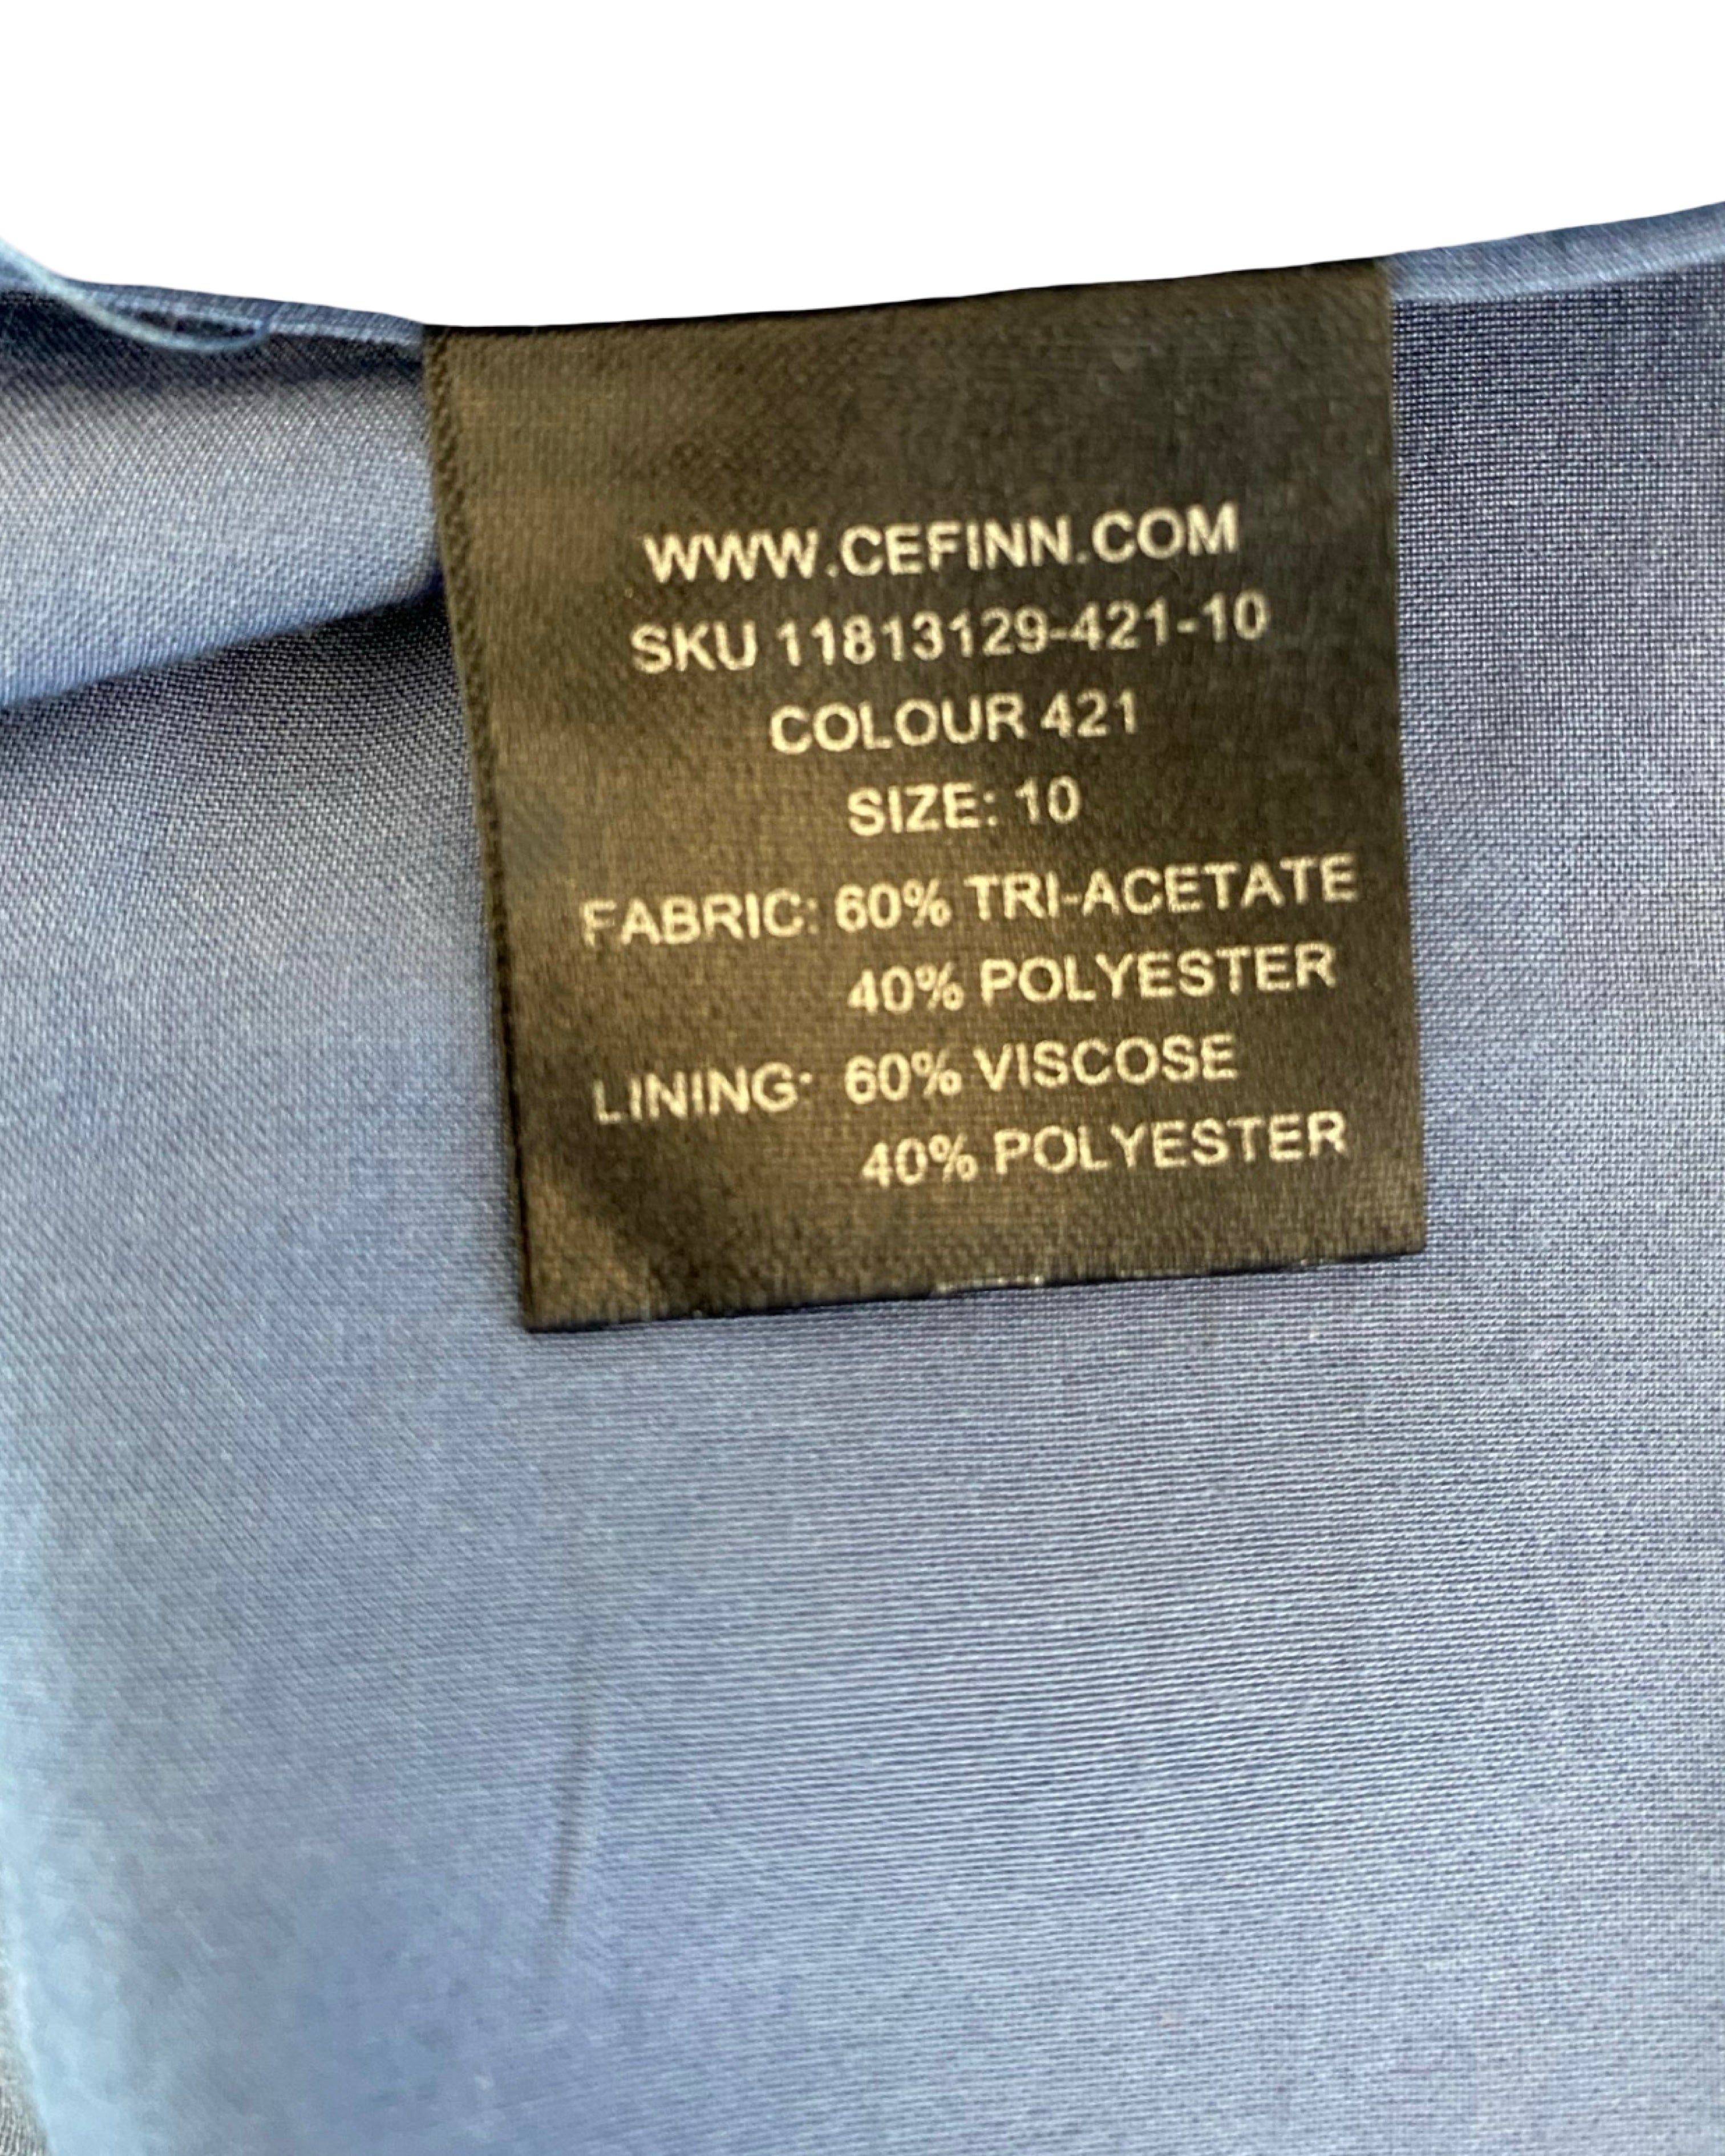 WWW.CEFINN.COM
SKU 11813129-421-10
COLOUR 421
SIZE: 10
FABRIC: 60% TRI-ACETATE
40% POLYESTER
LINING: 60% VISCOSE
40% POLYESTER